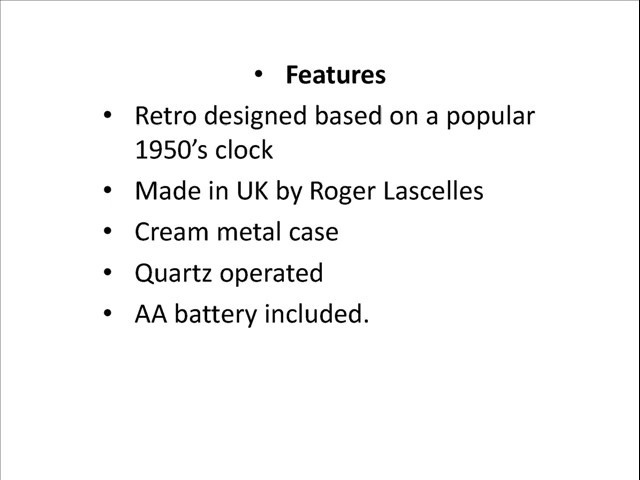 • Features
• Retro designed based on a popular
1950’s clock
• Made in UK by Roger Lascelles
• Cream metal case
• Quartz operated
• AA battery included.